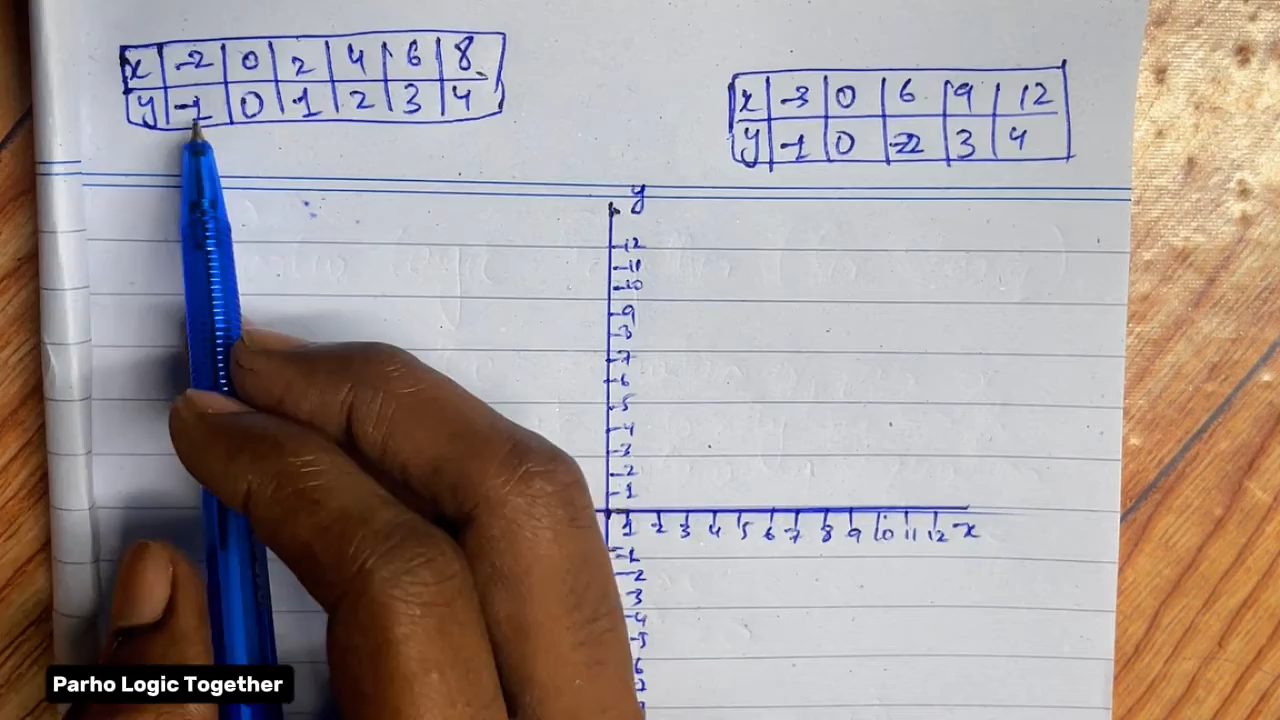 x -2 0 2 4 6 8
y -1 0 1 2 3 4
x -3 0 6 9 12
y -1 0 -2 3 4
y
12
11
10
9
8
7
6
5
4
3
2
1
1 2 3 4 5 6 7 8 9 10 11 12 x
-1
-2
3
-4
-5
6
7
Parho Logic Together